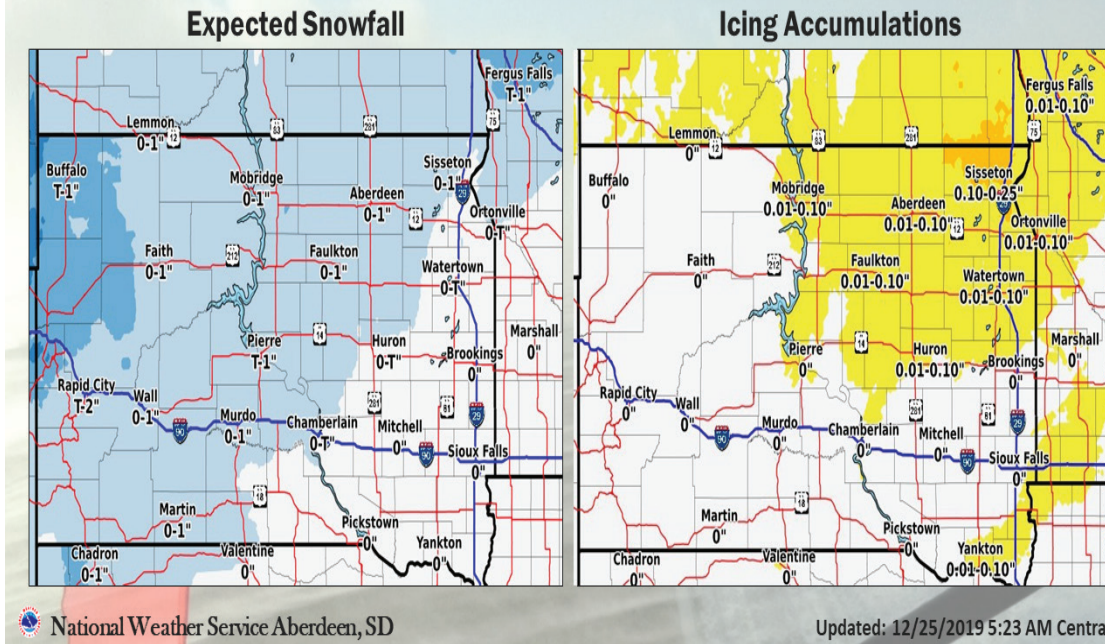 Expected Snowfall
Fergus Falls
T-1"
75
Lemmon
0-1"
12
83
281
Buffalo
T-1"
Mobridge
0-1"
Sisseton
0-1"
29
Aberdeen
0-1"
12
Ortonville
0-T"
Faith
0-1"
212
Faulkton
0-1"
Watertown
0-T"
Marshall
0"
Pierre
T-1"
14
Huron
0-T"
Brookings
0"
Rapid City
T-2"
Wall
0-1"
90
Murdo
0-1"
Chamberlain
0-T"
281
81
29
Mitchell
0"
90
Sioux Falls
0"
18
Martin
0-1"
Pickstown
0"
Chadron
0-1"
Valentine
0"
Yankton
0"
Icing Accumulations
Fergus Falls
0.01-0.10"
75
Lemmon
0"
12
83
281
Buffalo
0"
Mobridge
0.01-0.10"
Sisseton
0.10-0.25"
Aberdeen
0.01-0.10"
12
Ortonville
0.01-0.10"
Faith
0"
212
Faulkton
0.01-0.10"
Watertown
0.01-0.10"
Marshall
0"
Pierre
0"
14
Huron
0.01-0.10"
Brookings
0"
Rapid City
0"
Wall
0"
90
Murdo
0"
Chamberlain
0"
281
81
29
Mitchell
0"
90
Sioux Falls
0"
18
Martin
0"
Pickstown
0"
Chadron
0"
Valentine
0"
Yankton
0.01-0.10"
National Weather Service Aberdeen, SD
Updated: 12/25/2019 5:23 AM Centra